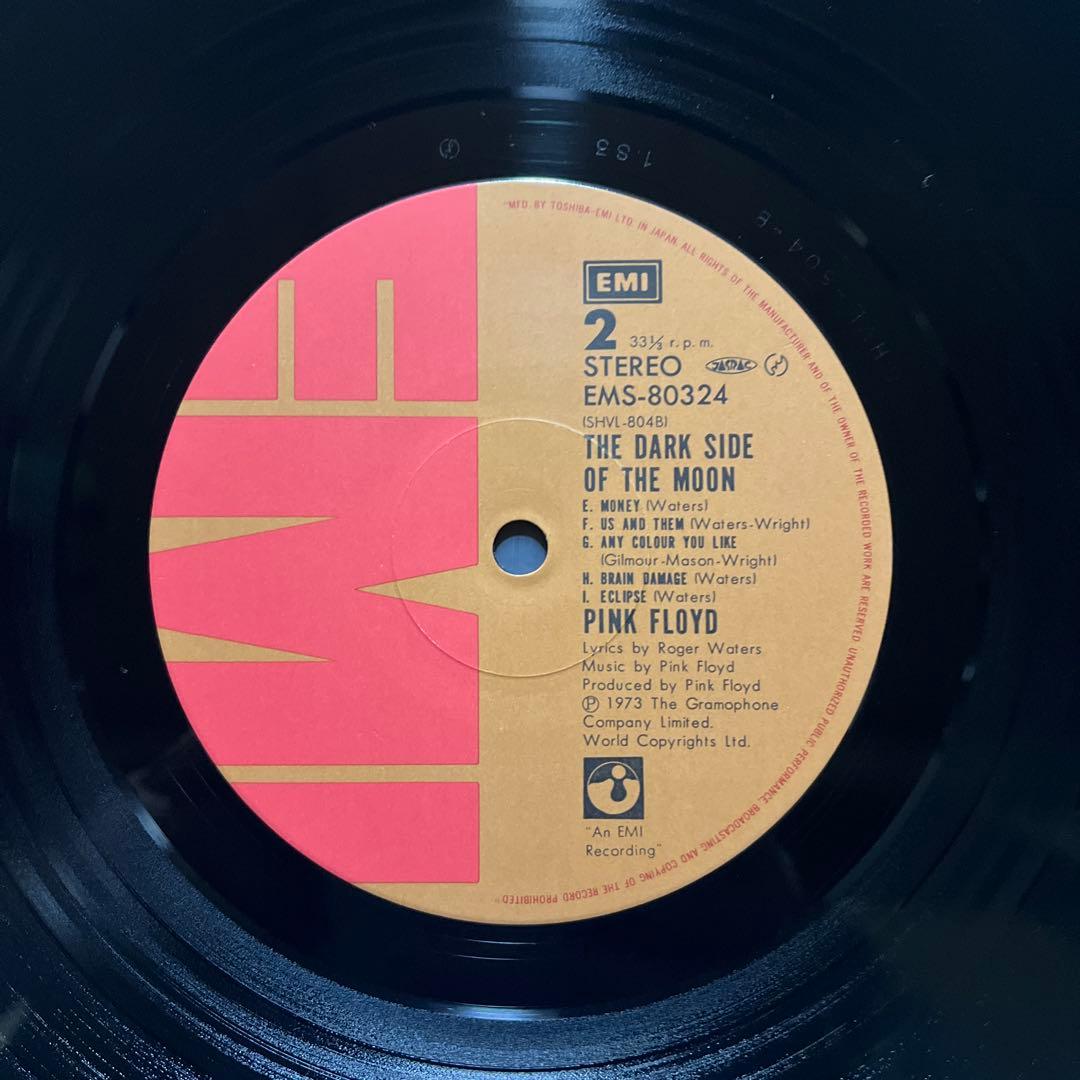 EMI
EMI
2 33⅓ r.p.m.
STEREO JASRAC
EMS-80324
(SHVL-804B)
THE DARK SIDE
OF THE MOON
E. MONEY (Waters)
F. US AND THEM (Waters-Wright)
G. ANY COLOUR YOU LIKE
(Gilmour-Mason-Wright)
H. BRAIN DAMAGE (Waters)
I. ECLIPSE (Waters)
PINK FLOYD
Lyrics by Roger Waters
Music by Pink Floyd
Produced by Pink Floyd
Ⓟ 1973 The Gramophone
Company Limited.
World Copyrights Ltd.
"An EMI
Recording"
"MFD. BY TOSHIBA-EMI LTD. IN JAPAN. ALL RIGHTS OF THE MANUFACTURER AND OF THE OWNER OF THE RECORDED WORK ARE RESERVED. UNAUTHORIZED PUBLIC PERFORMANCE, BROADCASTING AND COPYING OF THE RECORD PROHIBITED"
1S3